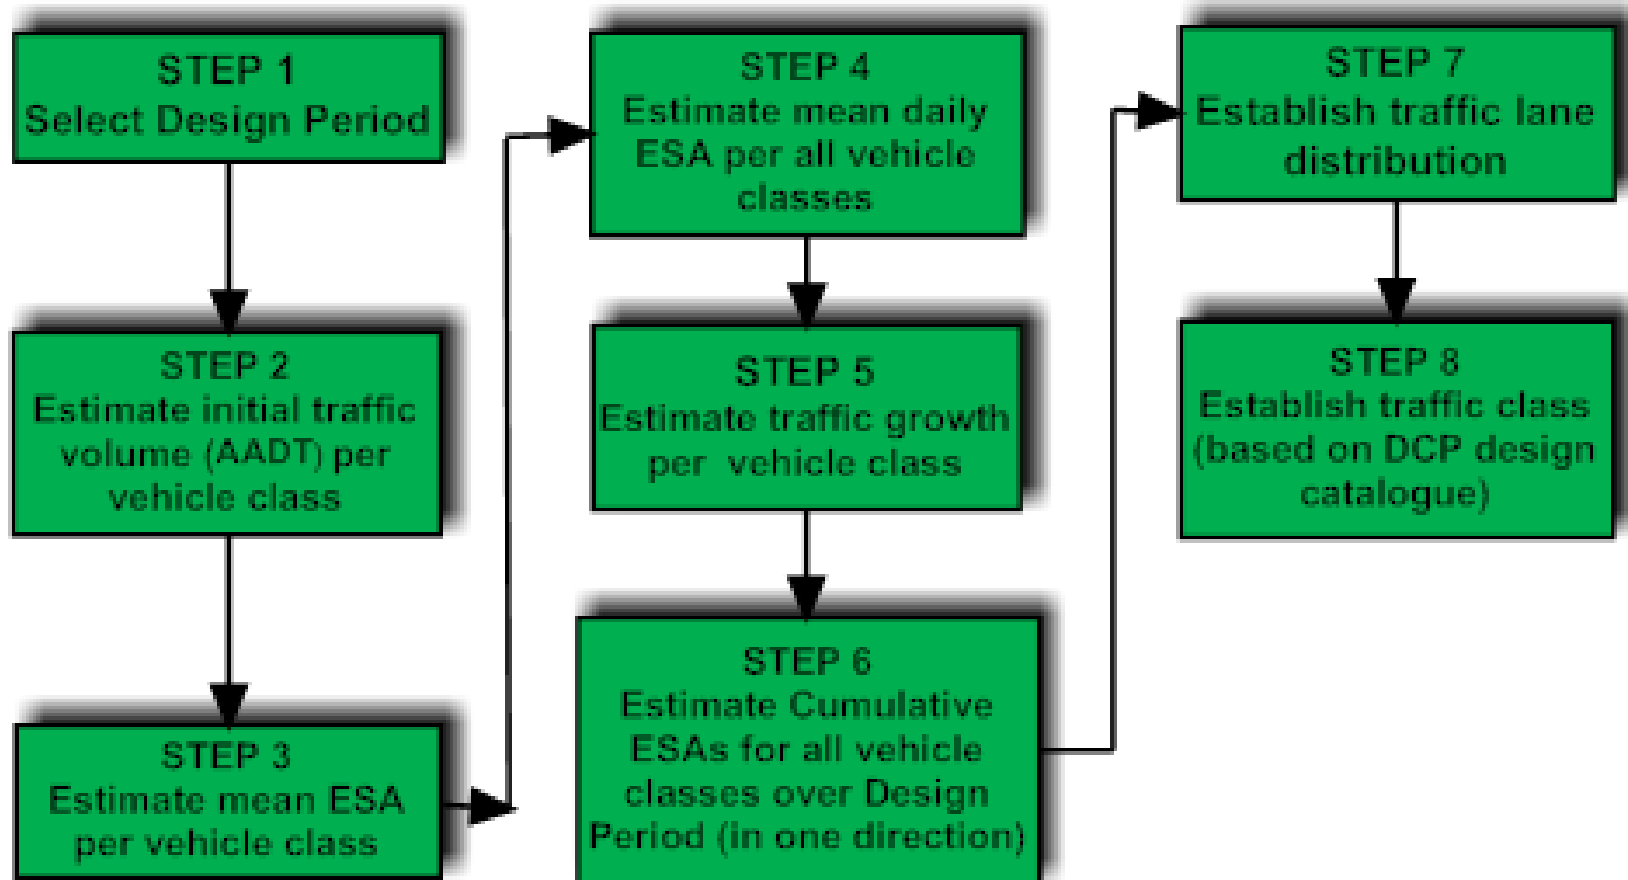 STEP 1
Select Design Period
STEP 2
Estimate initial traffic
volume (AADT) per
vehicle class
STEP 3
Estimate mean ESA
per vehicle class
STEP 4
Estimate mean daily
ESA per all vehicle
classes
STEP 5
Estimate traffic growth
per vehicle class
STEP 6
Estimate Cumulative
ESAs for all vehicle
classes over Design
Period (in one direction)
STEP 7
Establish traffic lane
distribution
STEP 8
Establish traffic class
(based on DCP design
catalogue)